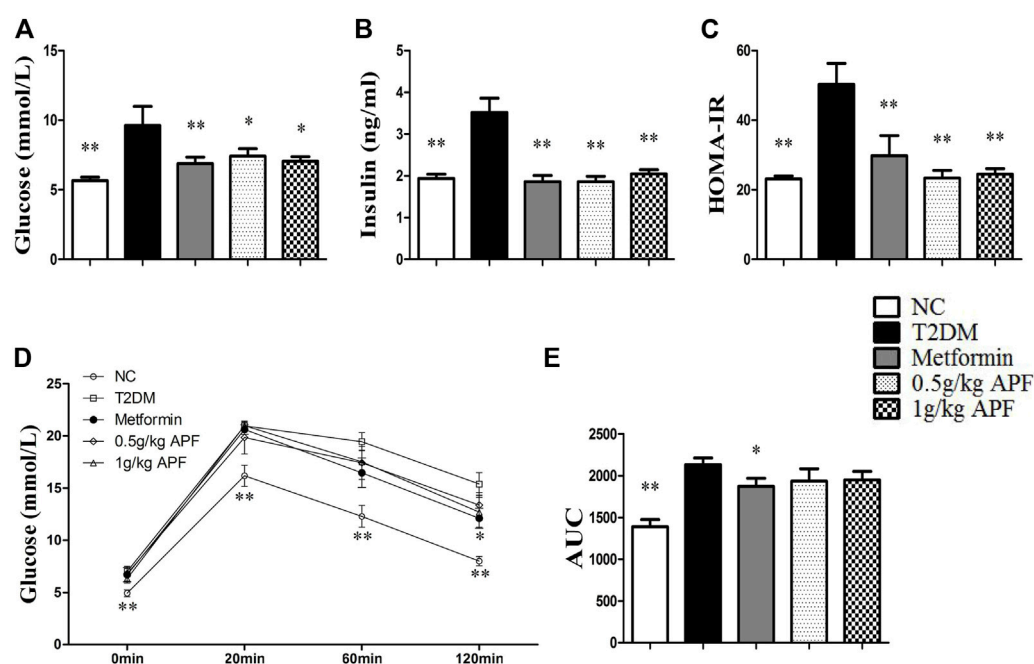 A
Glucose (mmol/L)
15
10
5
0
**
**
*
*
B
Insulin (ng/ml)
5
4
3
2
1
0
**
**
**
**
C
HOMA-IR
60
40
20
0
**
**
**
**
NC
T2DM
Metformin
0.5g/kg APF
1g/kg APF
D
NC
T2DM
Metformin
0.5g/kg APF
1g/kg APF
Glucose (mmol/L)
25
20
15
10
5
0
**
**
**
*
**
0min
20min
60min
120min
E
AUC
2500
2000
1500
1000
500
0
**
*